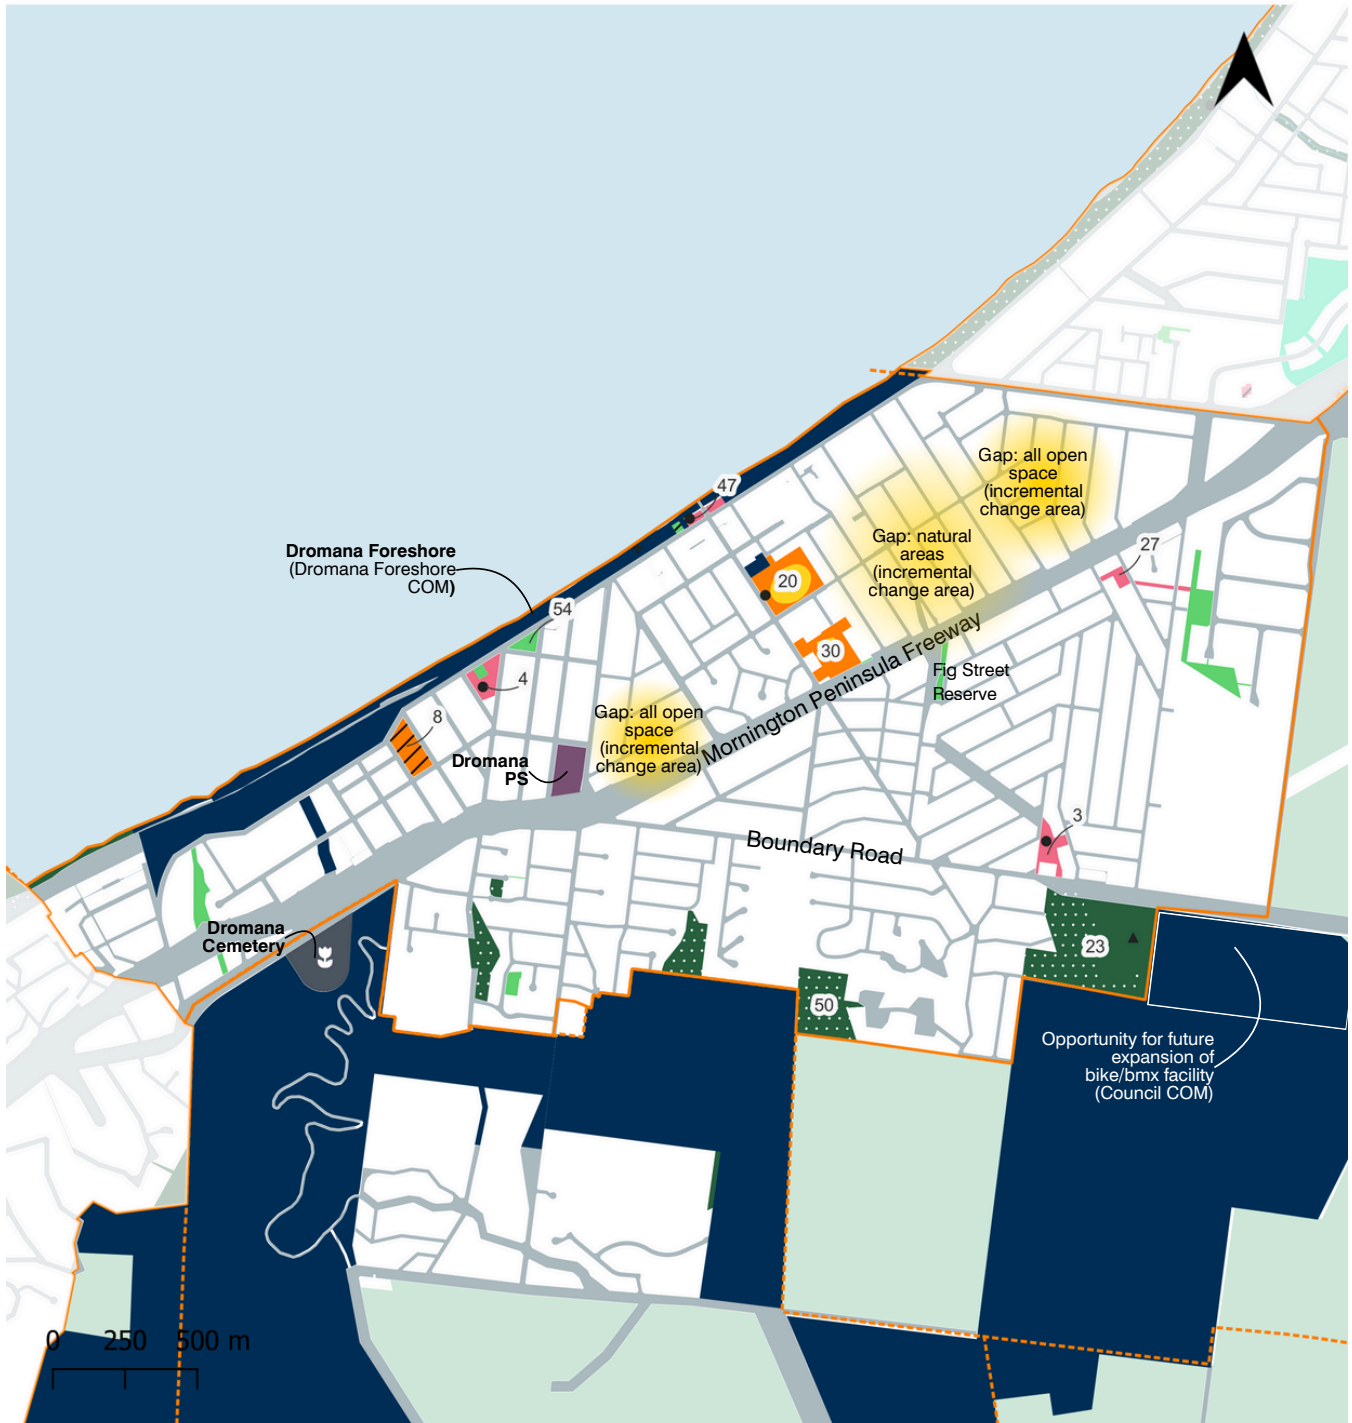 Gap: all open
space
(incremental
change area)
47
Gap: natural
areas
(incremental
change area)
27
Dromana Foreshore
(Dromana Foreshore
COM)
20
54
30
Mornington Peninsula Freeway
Fig Street
Reserve
4
8
Gap: all open
space
(incremental
change area)
Dromana
PS
3
Boundary Road
Dromana
Cemetery
23
50
Opportunity for future
expansion of
bike/bmx facility
(Council COM)
0 250 500 m